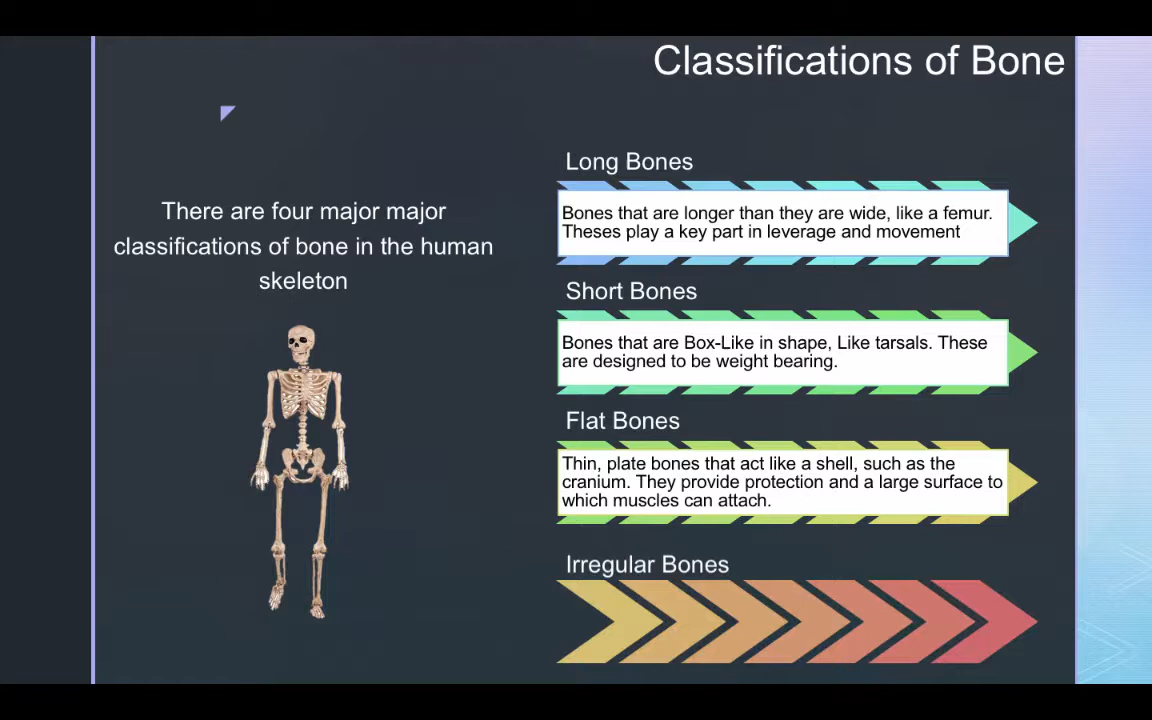 Classifications of Bone
There are four major major
classifications of bone in the human
skeleton
Long Bones
Bones that are longer than they are wide, like a femur.
Theses play a key part in leverage and movement
Short Bones
Bones that are Box-Like in shape, Like tarsals. These
are designed to be weight bearing.
Flat Bones
Thin, plate bones that act like a shell, such as the
cranium. They provide protection and a large surface to
which muscles can attach.
Irregular Bones